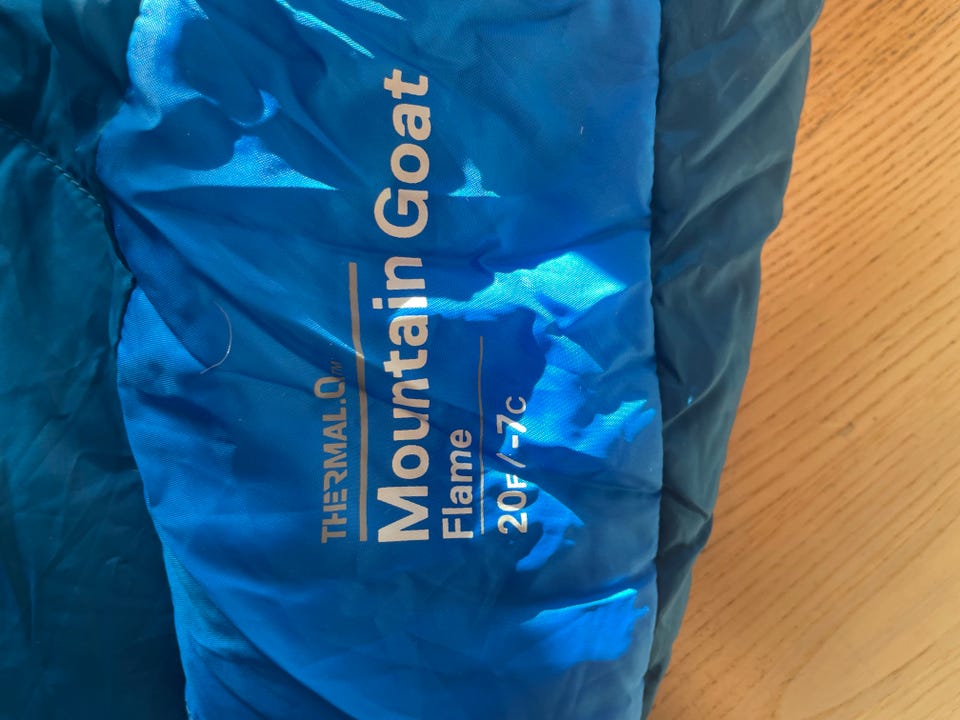 THERMAL.Q™
Mountain Goat
Flame
20F/-7C